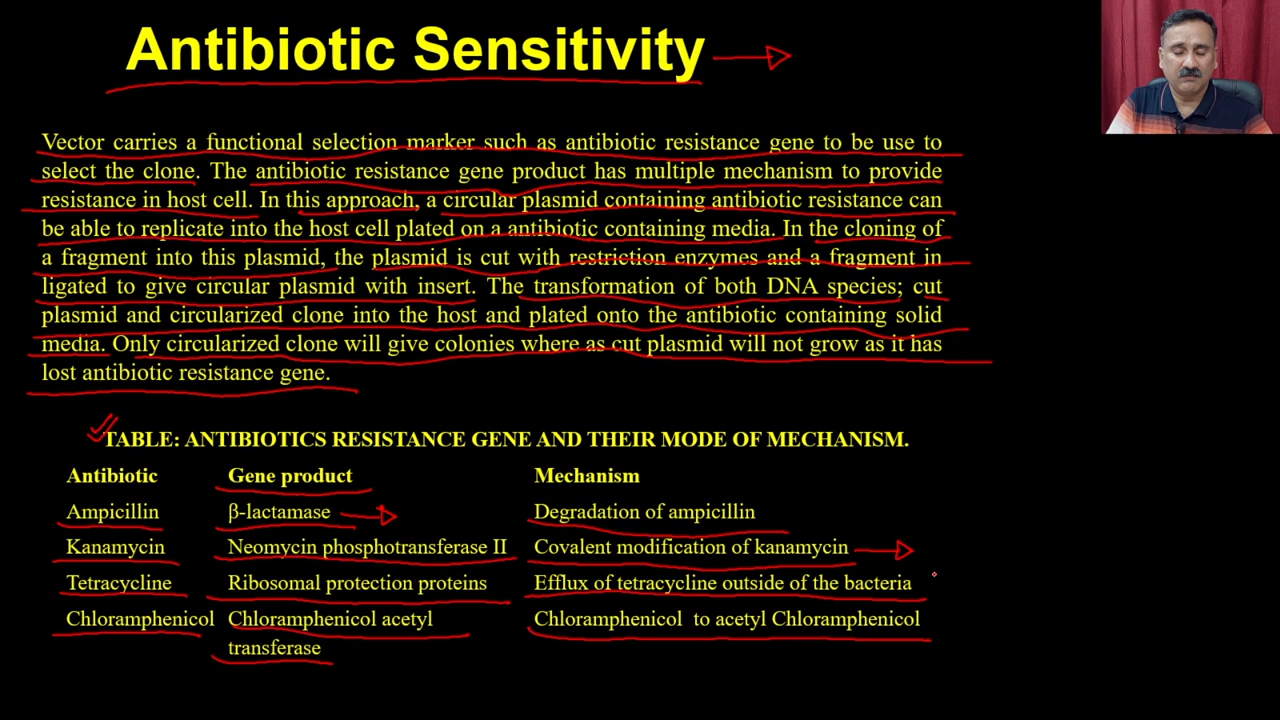 Antibiotic Sensitivity
Vector carries a functional selection marker such as antibiotic resistance gene to be use to
select the clone. The antibiotic resistance gene product has multiple mechanism to provide
resistance in host cell. In this approach, a circular plasmid containing antibiotic resistance can
be able to replicate into the host cell plated on a antibiotic containing media. In the cloning of
a fragment into this plasmid, the plasmid is cut with restriction enzymes and a fragment in
ligated to give circular plasmid with insert. The transformation of both DNA species; cut
plasmid and circularized clone into the host and plated onto the antibiotic containing solid
media. Only circularized clone will give colonies where as cut plasmid will not grow as it has
lost antibiotic resistance gene.
TABLE: ANTIBIOTICS RESISTANCE GENE AND THEIR MODE OF MECHANISM.
Antibiotic Gene product Mechanism
Ampicillin β-lactamase Degradation of ampicillin
Kanamycin Neomycin phosphotransferase II Covalent modification of kanamycin
Tetracycline Ribosomal protection proteins Efflux of tetracycline outside of the bacteria
Chloramphenicol Chloramphenicol acetyl Chloramphenicol to acetyl Chloramphenicol
transferase